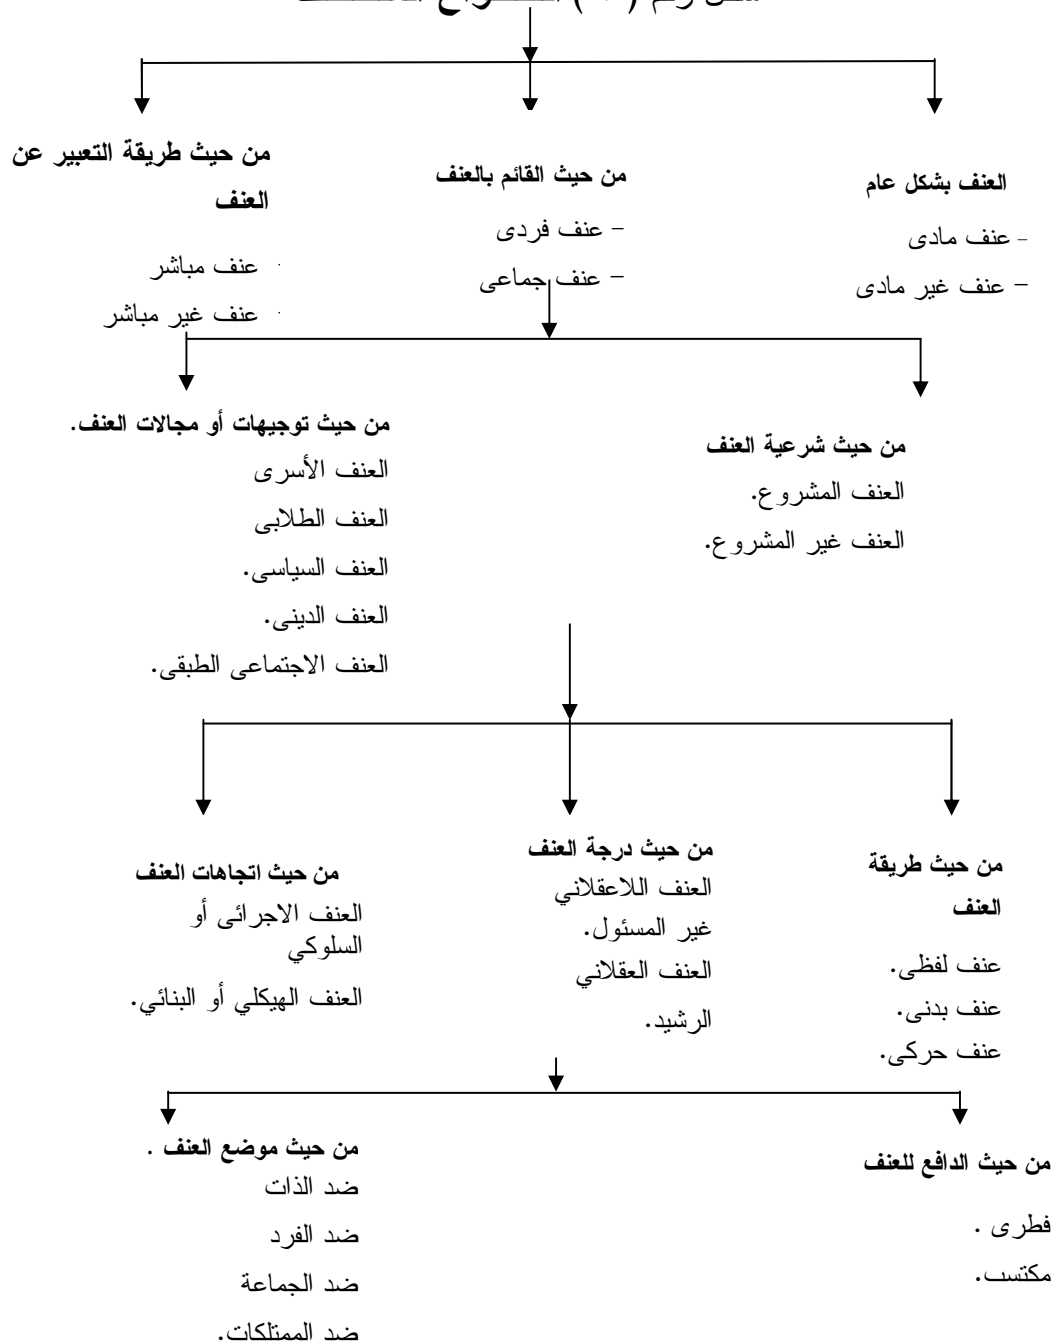 العنف بشكل عام
- عنف مادى
- عنف غير مادى
من حيث القائم بالعنف
- عنف فردى
- عنف جماعى
من حيث طريقة التعبير عن
العنف
عنف مباشر
عنف غير مباشر
من حيث شرعية العنف
العنف المشروع.
العنف غير المشروع.
من حيث توجيهات أو مجالات العنف.
العنف الأسرى
العنف الطلابى
العنف السياسى.
العنف الدينى.
العنف الاجتماعى الطبقى.
من حيث طريقة
العنف
عنف لفظى.
عنف بدنى.
عنف حركى.
من حيث درجة العنف
العنف اللاعقلاني
غير المسئول.
العنف العقلاني
الرشيد.
من حيث اتجاهات العنف
العنف الاجرائى أو
السلوكي
العنف الهيكلي أو البنائي.
من حيث الدافع للعنف
فطرى .
مكتسب.
من حيث موضع العنف .
ضد الذات
ضد الفرد
ضد الجماعة
ضد الممتلكات.